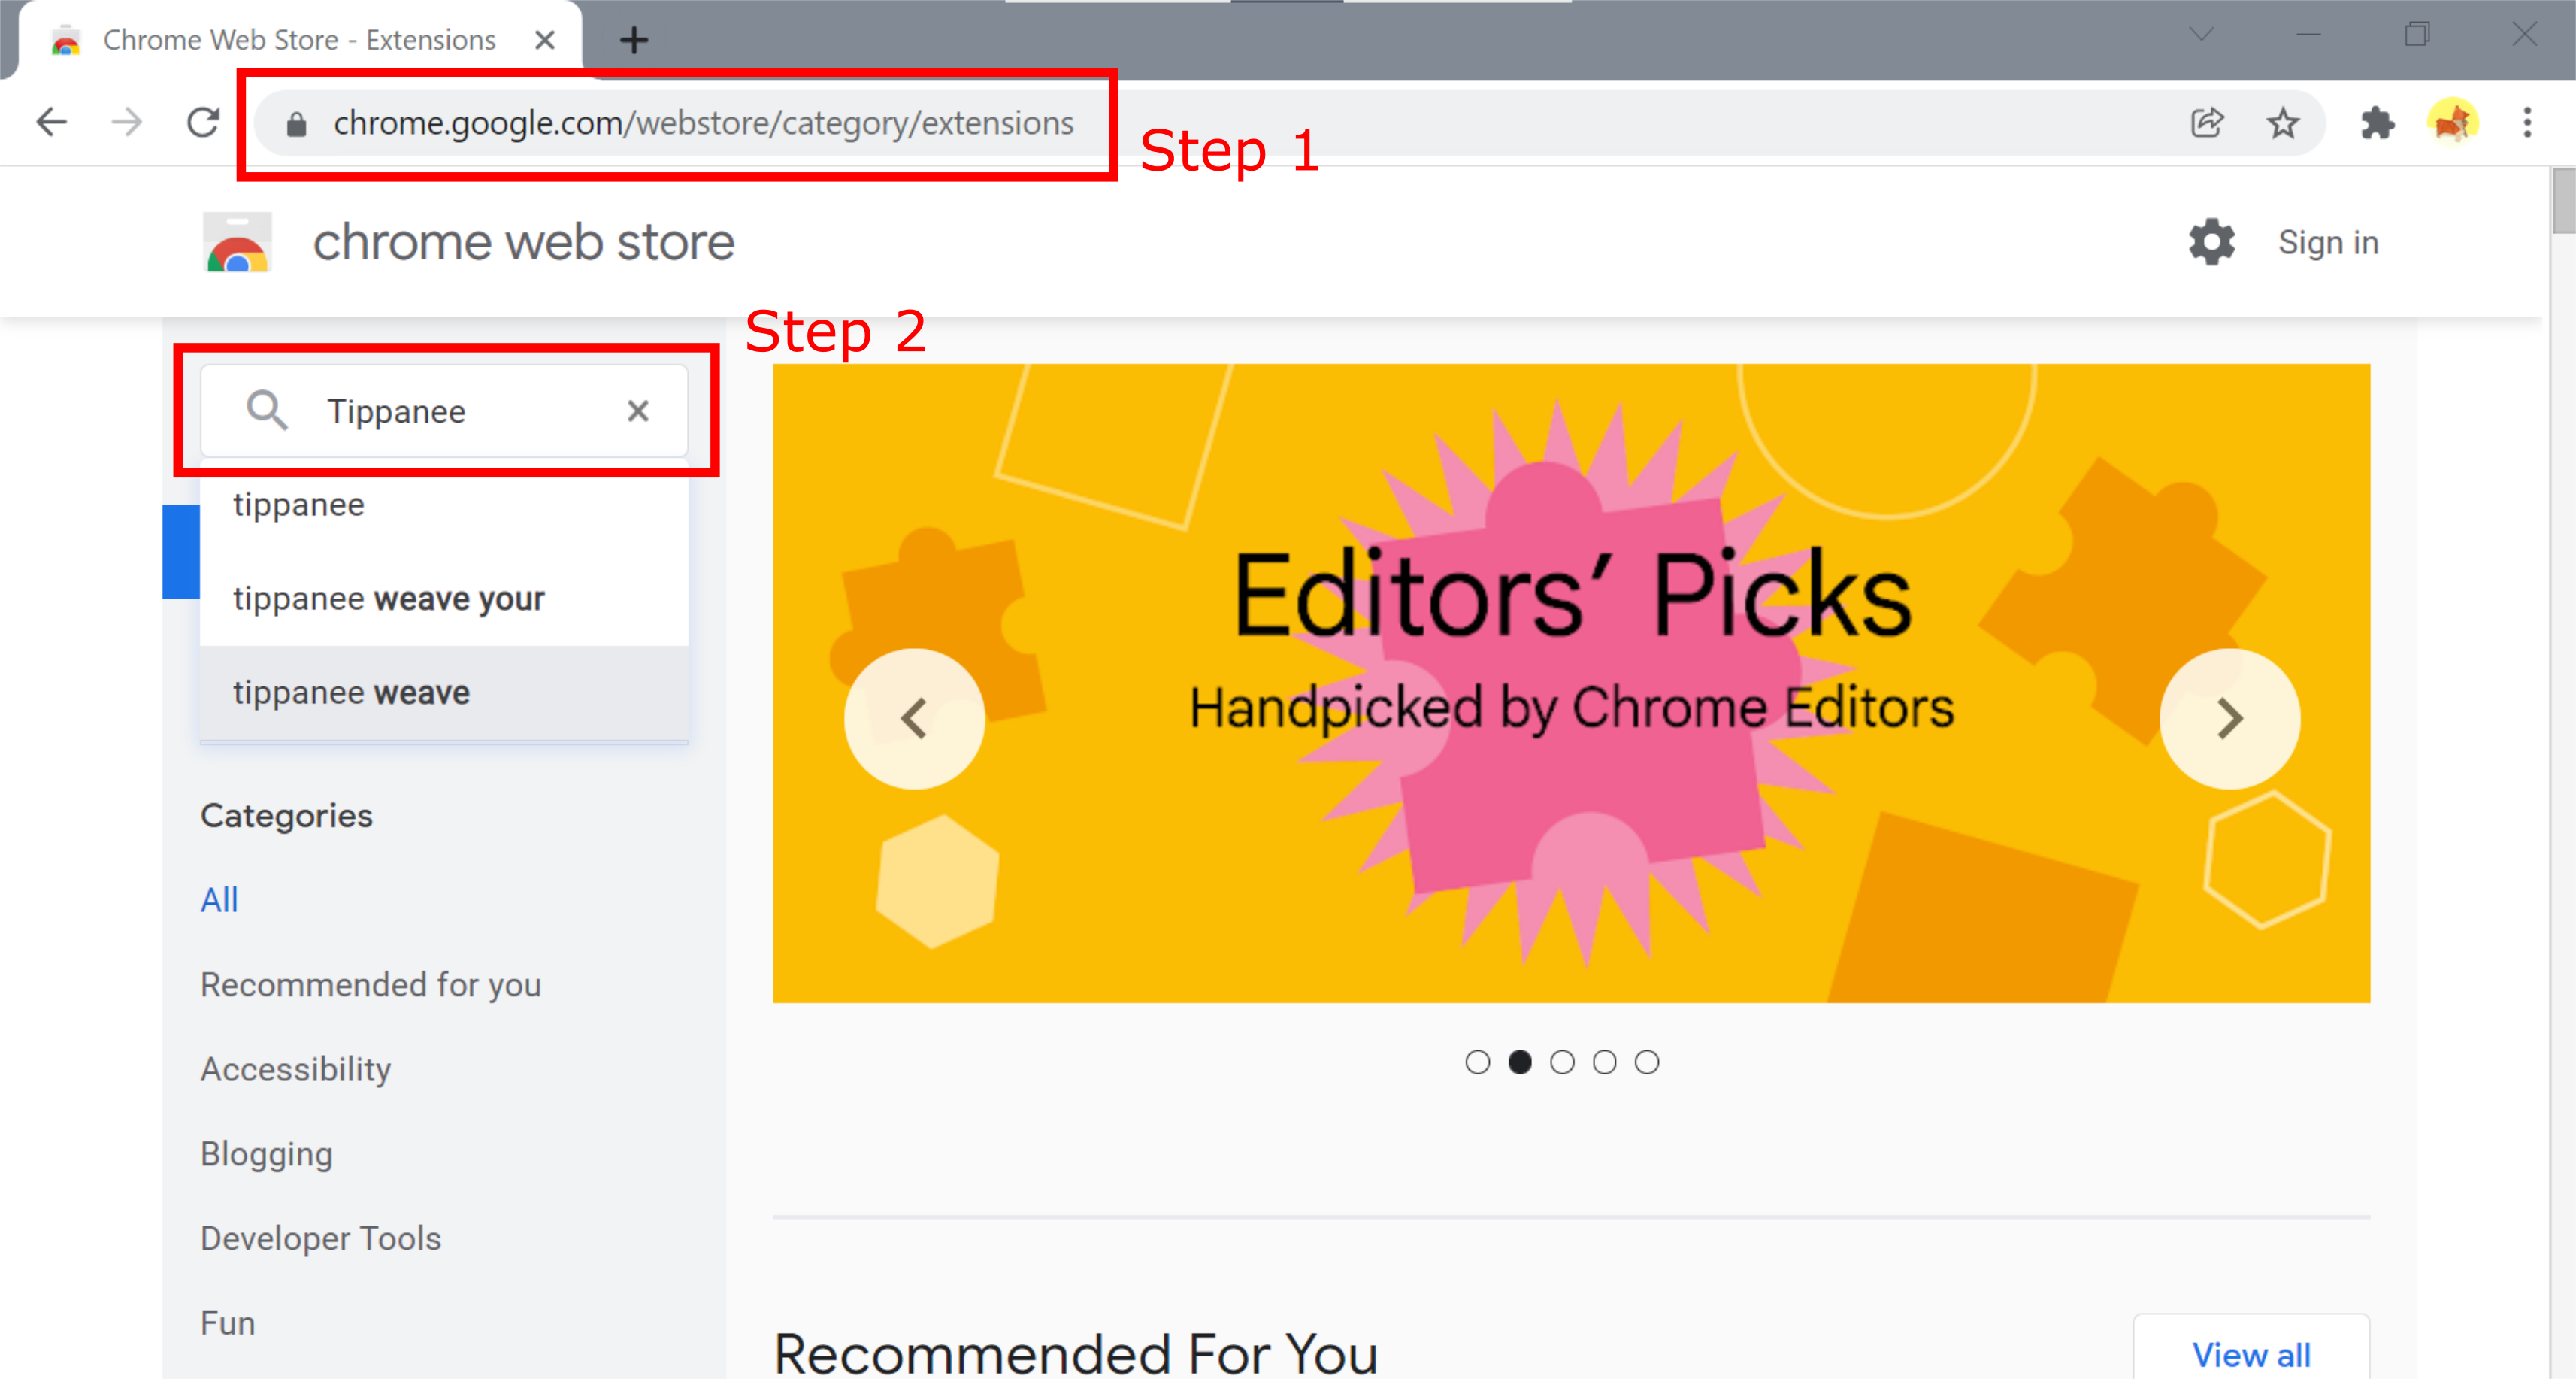 Chrome Web Store - Extensions
chrome.google.com/webstore/category/extensions
Step 1
chrome web store
Sign in
Step 2
Tippanee
tippanee
tippanee weave your
tippanee weave
Editors’ Picks
Handpicked by Chrome Editors
Categories
All
Recommended for you
Accessibility
Blogging
Developer Tools
Fun
Recommended For You
View all